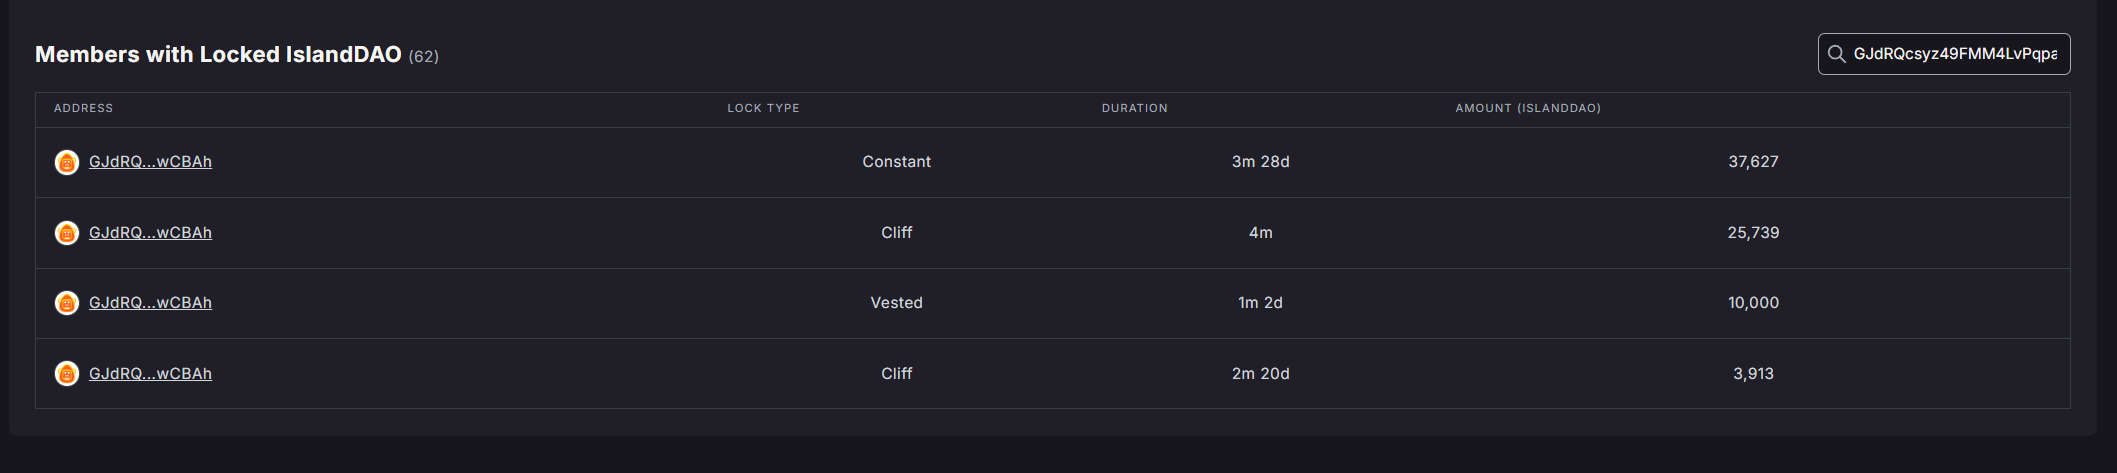 Members with Locked IslandDAO (62)
GJdRQcsyz49FMM4LvPqpa
ADDRESS LOCK TYPE DURATION AMOUNT (ISLANDDAO)
GJdRQ...wCBAh Constant 3m 28d 37,627
GJdRQ...wCBAh Cliff 4m 25,739
GJdRQ...wCBAh Vested 1m 2d 10,000
GJdRQ...wCBAh Cliff 2m 20d 3,913